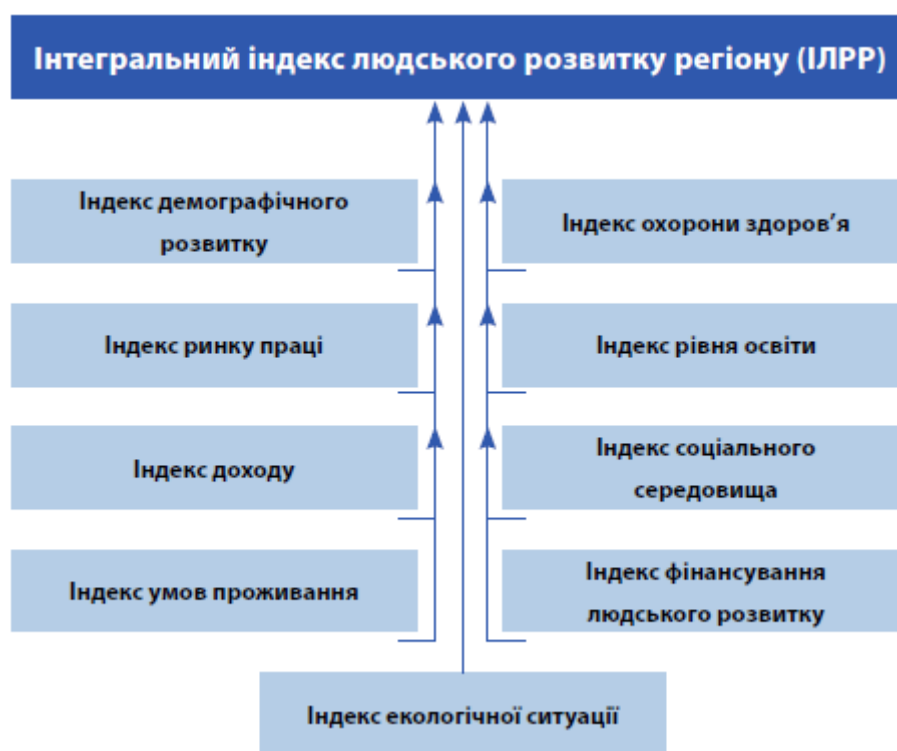 Інтегральний індекс людського розвитку регіону (ІЛРР)
Індекс демографічного
розвитку
Індекс охорони здоров’я
Індекс ринку праці
Індекс рівня освіти
Індекс доходу
Індекс соціального
середовища
Індекс умов проживання
Індекс фінансування
людського розвитку
Індекс екологічної ситуації